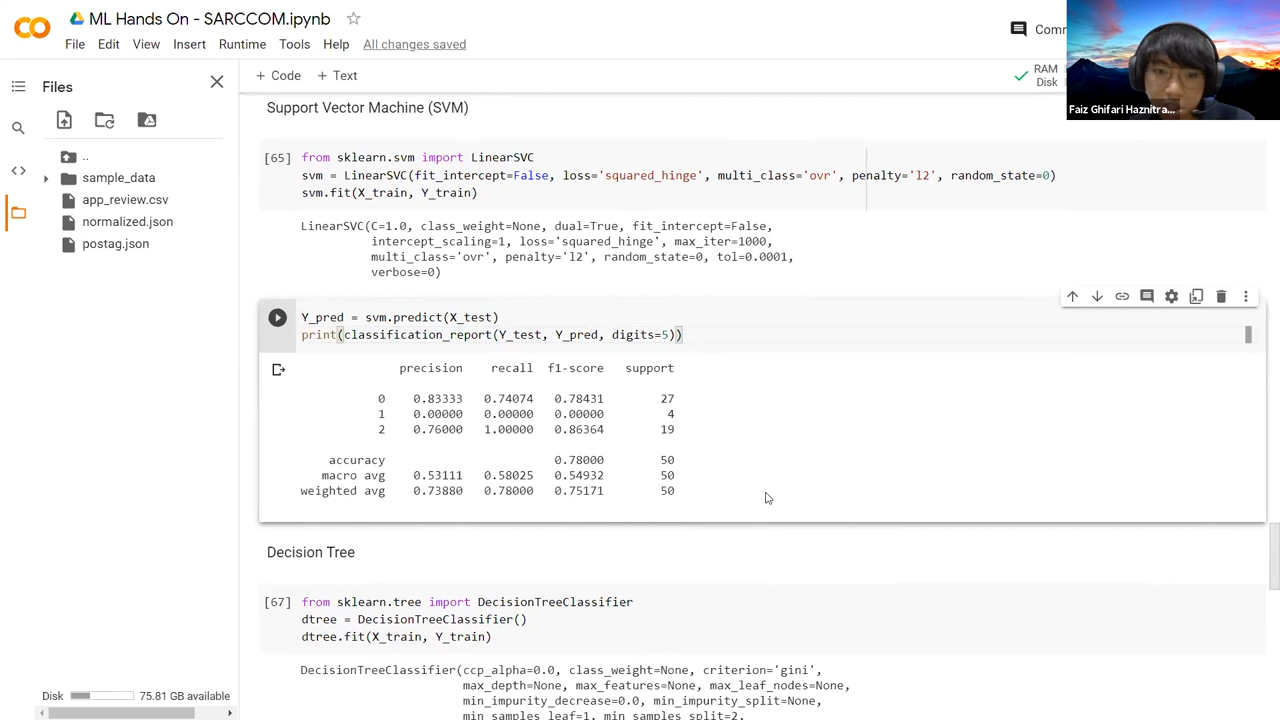 ML Hands On - SARCCOM.ipynb
File Edit View Insert Runtime Tools Help All changes saved
Faiz Ghifari Haznitra...
+ Code + Text
RAM
Disk
Files
..
sample_data
app_review.csv
normalized.json
postag.json
Disk 75.81 GB available
Support Vector Machine (SVM)
[65] from sklearn.svm import LinearSVC
svm = LinearSVC(fit_intercept=False, loss='squared_hinge', multi_class='ovr', penalty='l2', random_state=0)
svm.fit(X_train, Y_train)
LinearSVC(C=1.0, class_weight=None, dual=True, fit_intercept=False,
intercept_scaling=1, loss='squared_hinge', max_iter=1000,
multi_class='ovr', penalty='l2', random_state=0, tol=0.0001,
verbose=0)
Y_pred = svm.predict(X_test)
print(classification_report(Y_test, Y_pred, digits=5))
precision recall f1-score support
0 0.83333 0.74074 0.78431 27
1 0.00000 0.00000 0.00000 4
2 0.76000 1.00000 0.86364 19
accuracy 0.78000 50
macro avg 0.53111 0.58025 0.54932 50
weighted avg 0.73880 0.78000 0.75171 50
Decision Tree
[67] from sklearn.tree import DecisionTreeClassifier
dtree = DecisionTreeClassifier()
dtree.fit(X_train, Y_train)
DecisionTreeClassifier(ccp_alpha=0.0, class_weight=None, criterion='gini',
max_depth=None, max_features=None, max_leaf_nodes=None,
min_impurity_decrease=0.0, min_impurity_split=None,
min_samples_leaf=1, min_samples_split=2,